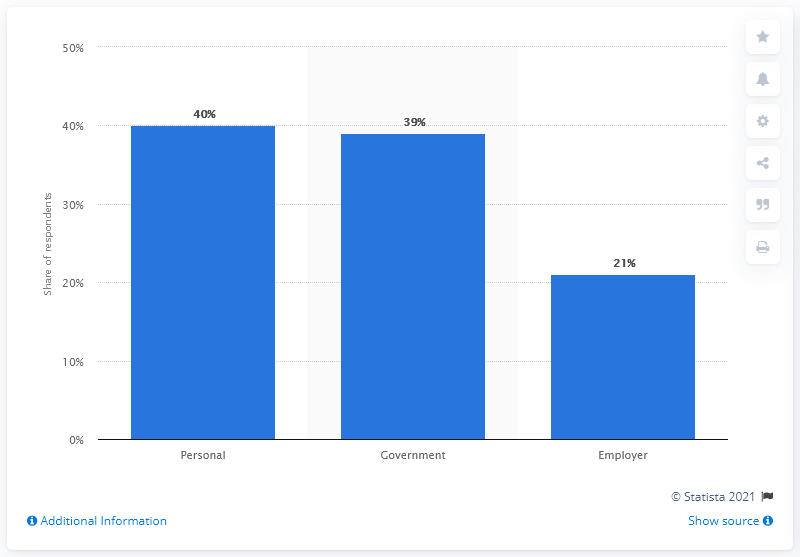 50%
40%
30%
20%
10%
0%
Share of respondents
40%
39%
21%
Personal Government Employer
© Statista 2021
Additional Information
Show source